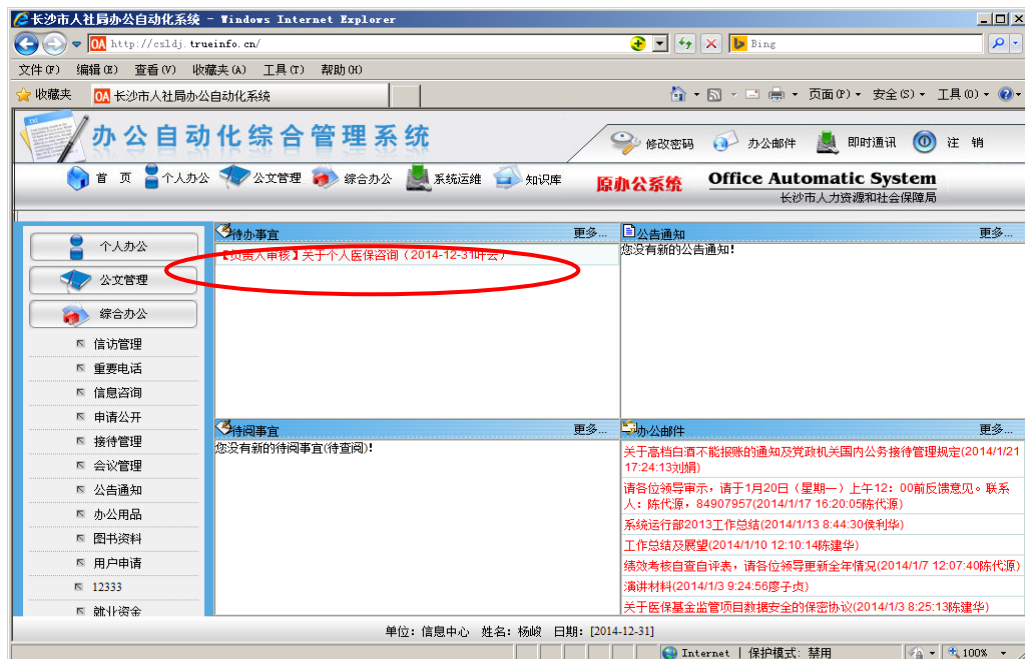 长沙市人社局办公自动化系统 - Windows Internet Explorer
http://csldj.trueinfo.cn/
Bing
文件(F) 编辑(E) 查看(V) 收藏夹(A) 工具(T) 帮助(H)
收藏夹 OA 长沙市人社局办公自动化系统 页面(P) 安全(S) 工具(O)
办公自动化综合管理系统
修改密码 办公邮件 即时通讯 注 销
首 页 个人办公 公文管理 综合办公 系统运维 知识库
原办公系统 Office Automatic System
长沙市人力资源和社会保障局
个人办公
公文管理
综合办公
信访管理
重要电话
信息咨询
申请公开
接待管理
会议管理
公告通知
办公用品
图书资料
用户申请
12333
就业资金
待办事宜 更多...
【负责人审核】关于个人医保咨询(2014-12-31叶云)
公告通知 更多...
您没有新的公告通知!
待阅事宜 更多...
您没有新的待阅事宜(待查阅)!
办公邮件 更多...
关于高档白酒不能报账的通知及党政机关国内公务接待管理规定(2014/1/21
17:24:13刘娟)
请各位领导审示，请于1月20日（星期一）上午12：00前反馈意见。联系
人：陈代源，84907957(2014/1/17 16:20:05陈代源)
系统运行部2013工作总结(2014/1/13 8:44:30侯利华)
工作总结及展望(2014/1/10 12:10:14陈建华)
绩效考核自查自评表，请各位领导更新全年情况(2014/1/7 12:07:40陈代源)
演讲材料(2014/1/3 9:24:56廖子贞)
关于医保基金监管项目数据安全的保密协议(2014/1/3 8:25:13陈建华)
单位：信息中心 姓名：杨峻 日期：[2014-12-31]
Internet | 保护模式: 禁用 100%